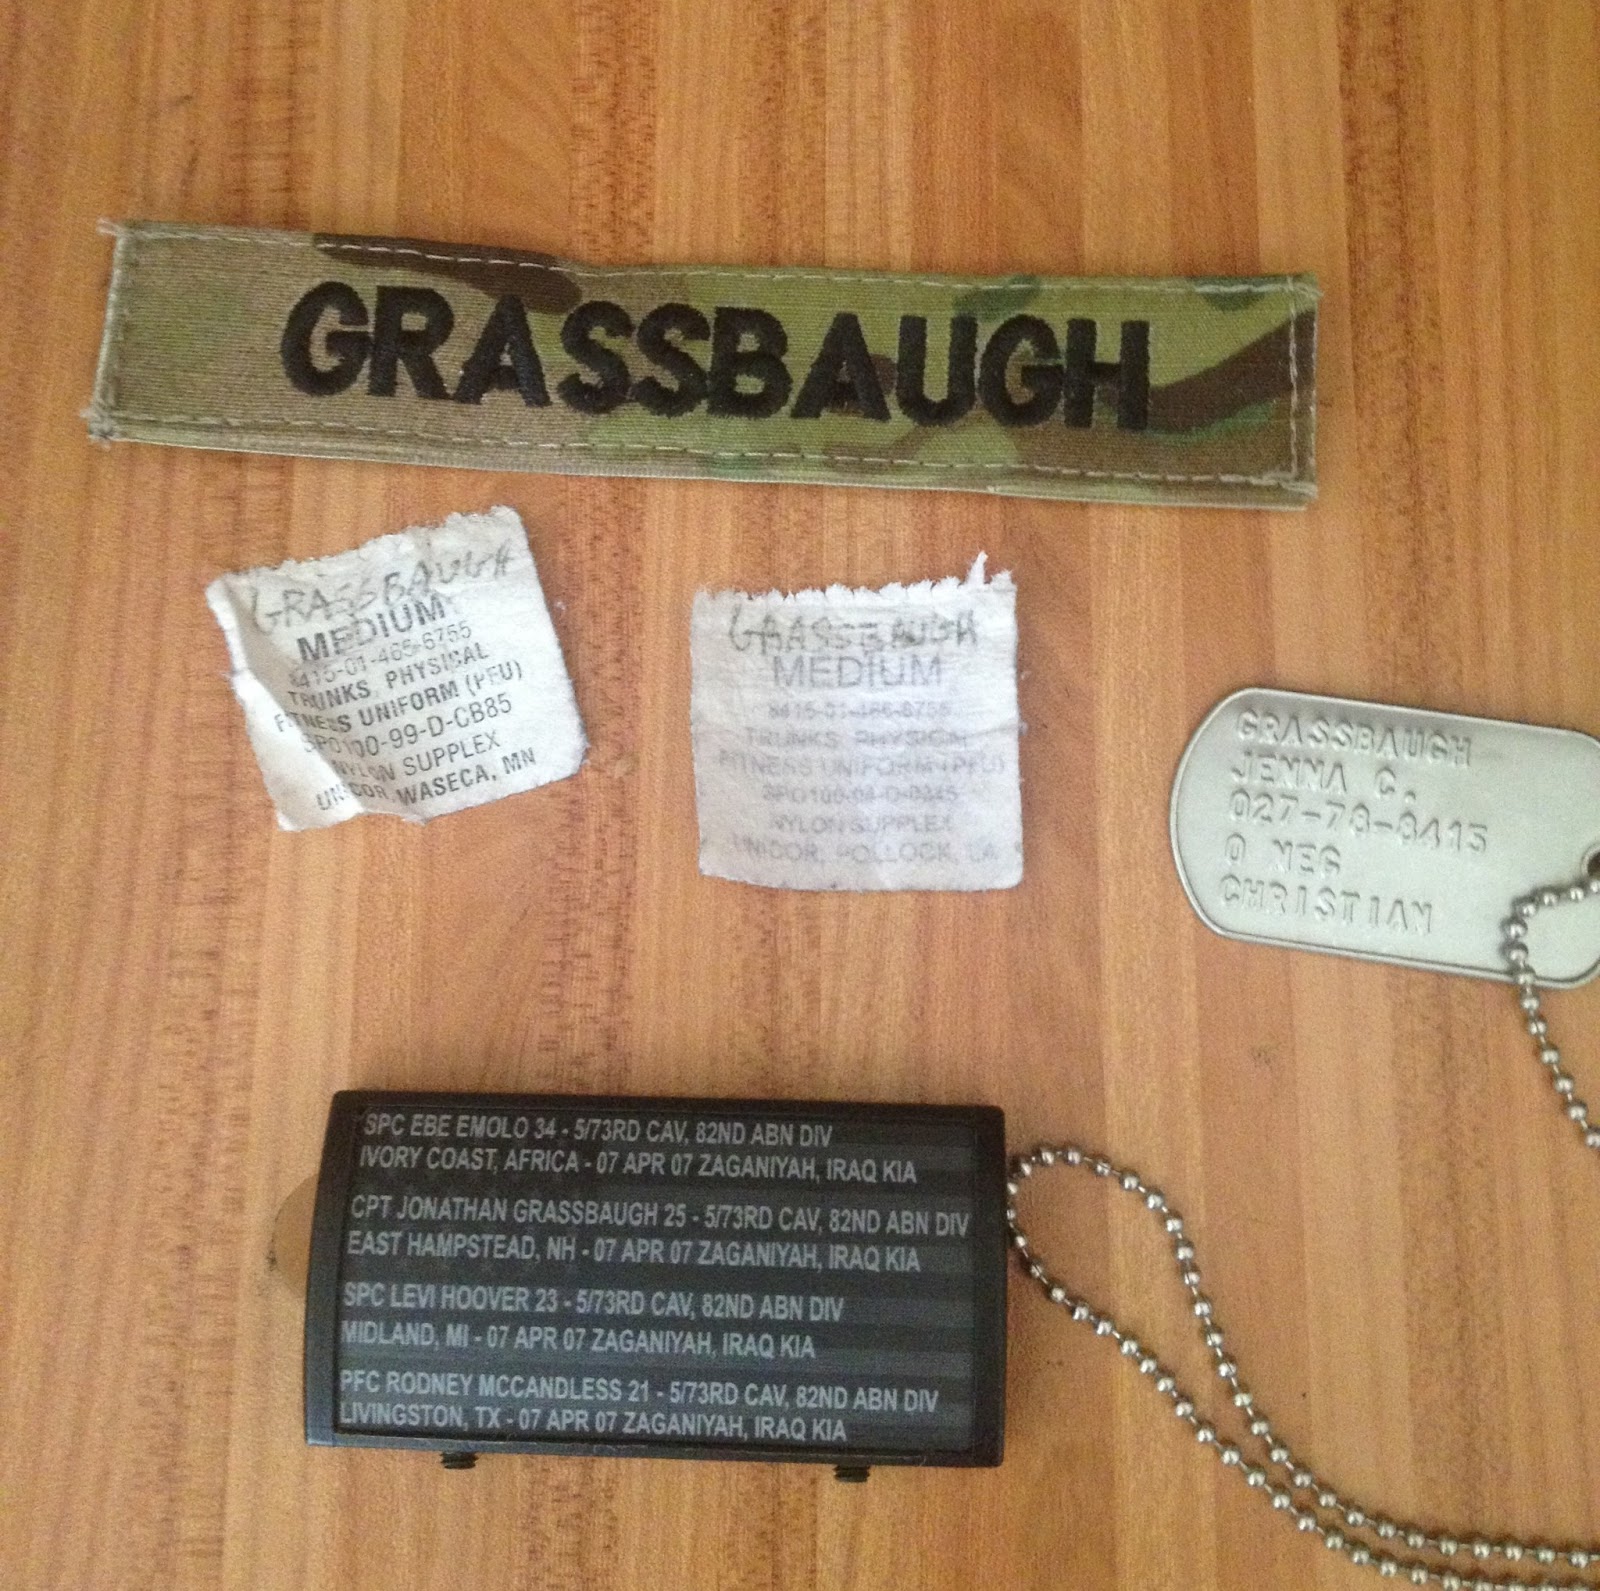 GRASSBAUGH
GRASSBAUGH
MEDIUM
8415-01-465-6755
TRUNKS, PHYSICAL
FITNESS UNIFORM (PFU)
SPO100-99-D-CB85
NYLON SUPPLEX
UNICOR, WASECA, MN
GRASSBAUGH
MEDIUM
TRUNKS, PHYSICAL
FITNESS UNIFORM (PFU)
NYLON SUPPLEX
UNICOR, POLLOCK, LA
GRASSBAUGH
JENNA C.
O NEG
CHRISTIAN
SPC EBE EMOLO 34 - 5/73RD CAV, 82ND ABN DIV
IVORY COAST, AFRICA - 07 APR 07 ZAGANIYAH, IRAQ KIA
CPT JONATHAN GRASSBAUGH 25 - 5/73RD CAV, 82ND ABN DIV
EAST HAMPSTEAD, NH - 07 APR 07 ZAGANIYAH, IRAQ KIA
SPC LEVI HOOVER 23 - 5/73RD CAV, 82ND ABN DIV
MIDLAND, MI - 07 APR 07 ZAGANIYAH, IRAQ KIA
PFC RODNEY MCCANDLESS 21 - 5/73RD CAV, 82ND ABN DIV
LIVINGSTON, TX - 07 APR 07 ZAGANIYAH, IRAQ KIA